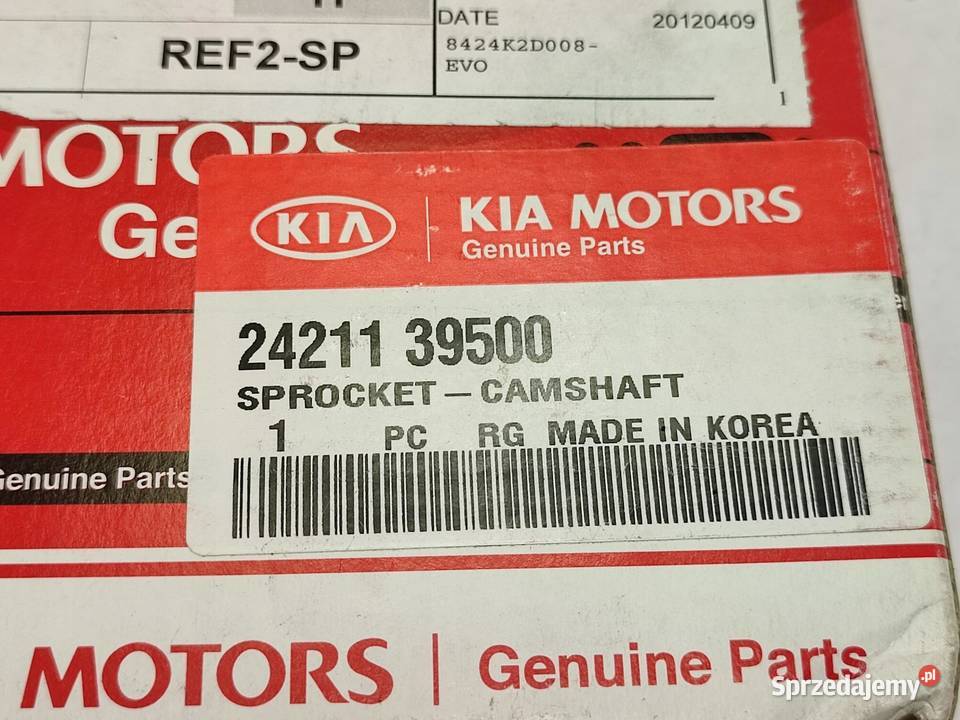 DATE 20120409
REF2-SP
8424K2D008-
EVO
1
MOTORS
Ge
KIA
KIA MOTORS
Genuine Parts
24211 39500
SPROCKET-CAMSHAFT
1 PC RG MADE IN KOREA
Genuine Parts
MOTORS
Genuine Parts
Sprzedajemy.pl